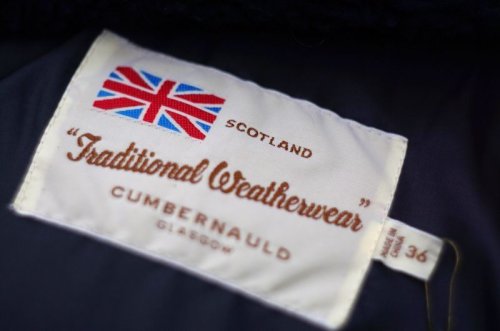 SCOTLAND
"Traditional Weatherwear"
CUMBERNAULD
GLASGOW
MADE IN
CHINA
36